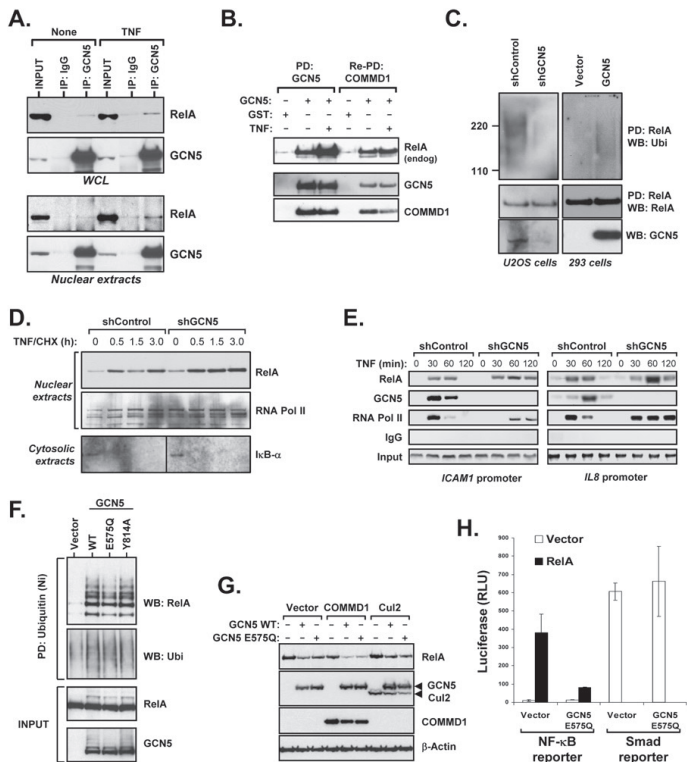 A.
None TNF
INPUT IP: IgG IP: GCN5 INPUT IP: IgG IP: GCN5
RelA
GCN5
WCL
RelA
GCN5
Nuclear extracts
B.
PD: GCN5 Re-PD: COMMD1
GCN5: – + + – + +
GST: + – – + – –
TNF: – – + – – +
RelA
(endog)
GCN5
COMMD1
C.
shControl shGCN5 Vector GCN5
220
110
PD: RelA
WB: Ubi
PD: RelA
WB: RelA
WB: GCN5
U2OS cells 293 cells
D.
shControl shGCN5
TNF/CHX (h) 0 0.5 1.5 3.0 0 0.5 1.5 3.0
Nuclear extracts
RelA
RNA Pol II
Cytosolic extracts
IκB-α
E.
shControl shGCN5 shControl shGCN5
TNF (min) 0 30 60 120 0 30 60 120 0 30 60 120 0 30 60 120
RelA
GCN5
RNA Pol II
IgG
Input
ICAM1 promoter IL8 promoter
F.
GCN5
Vector WT E575Q Y814A
PD: Ubiquitin (Ni)
WB: RelA
WB: Ubi
INPUT
RelA
GCN5
G.
Vector COMMD1 Cul2
GCN5 WT: - + - - + - - + -
GCN5 E575Q: - - + - - + - - +
RelA
GCN5
Cul2
COMMD1
β-Actin
H.
Vector
RelA
Luciferase (RLU)
900
800
700
600
500
400
300
200
100
0
Vector GCN5 E575Q Vector GCN5 E575Q
NF-κB reporter Smad reporter